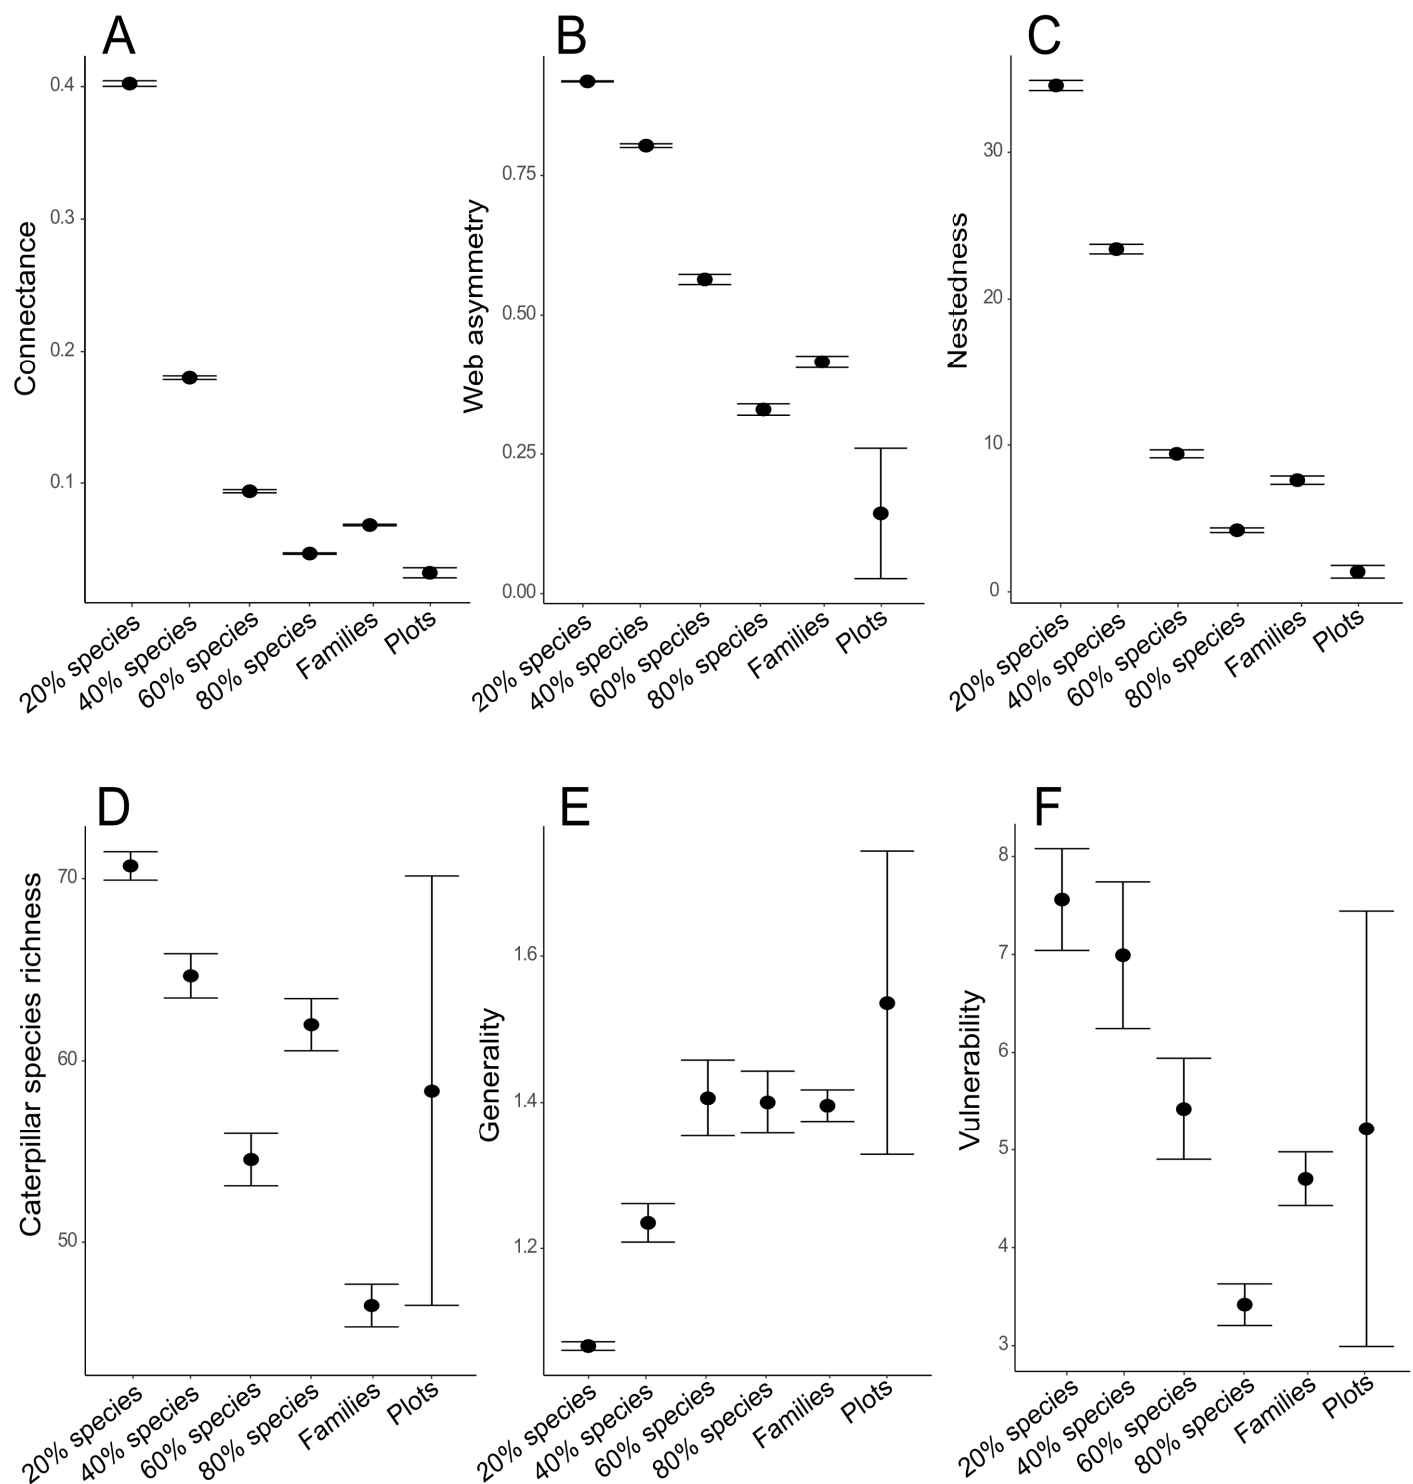 A
B
C
Connectance
0.4
0.3
0.2
0.1
20% species
40% species
60% species
80% species
Families
Plots
Web asymmetry
0.75
0.50
0.25
0.00
20% species
40% species
60% species
80% species
Families
Plots
Nestedness
30
20
10
0
20% species
40% species
60% species
80% species
Families
Plots
D
E
F
Caterpillar species richness
70
60
50
20% species
40% species
60% species
80% species
Families
Plots
Generality
1.6
1.4
1.2
20% species
40% species
60% species
80% species
Families
Plots
Vulnerability
8
7
6
5
4
3
20% species
40% species
60% species
80% species
Families
Plots